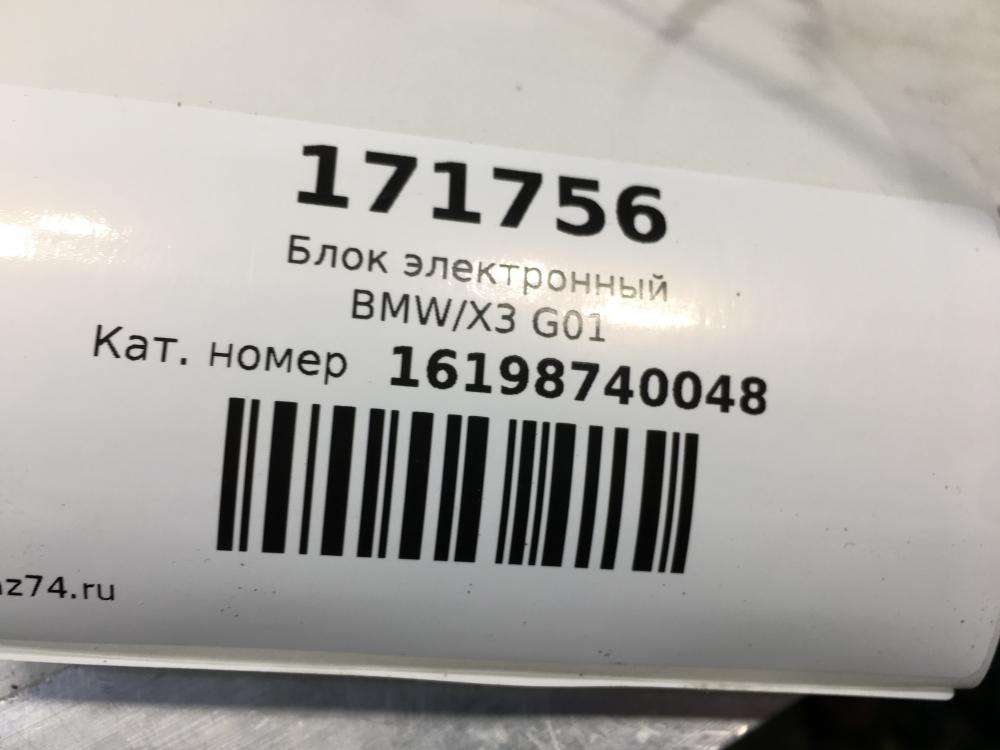 171756
Блок электронный
BMW/X3 G01
Кат. номер 16198740048
z74.ru